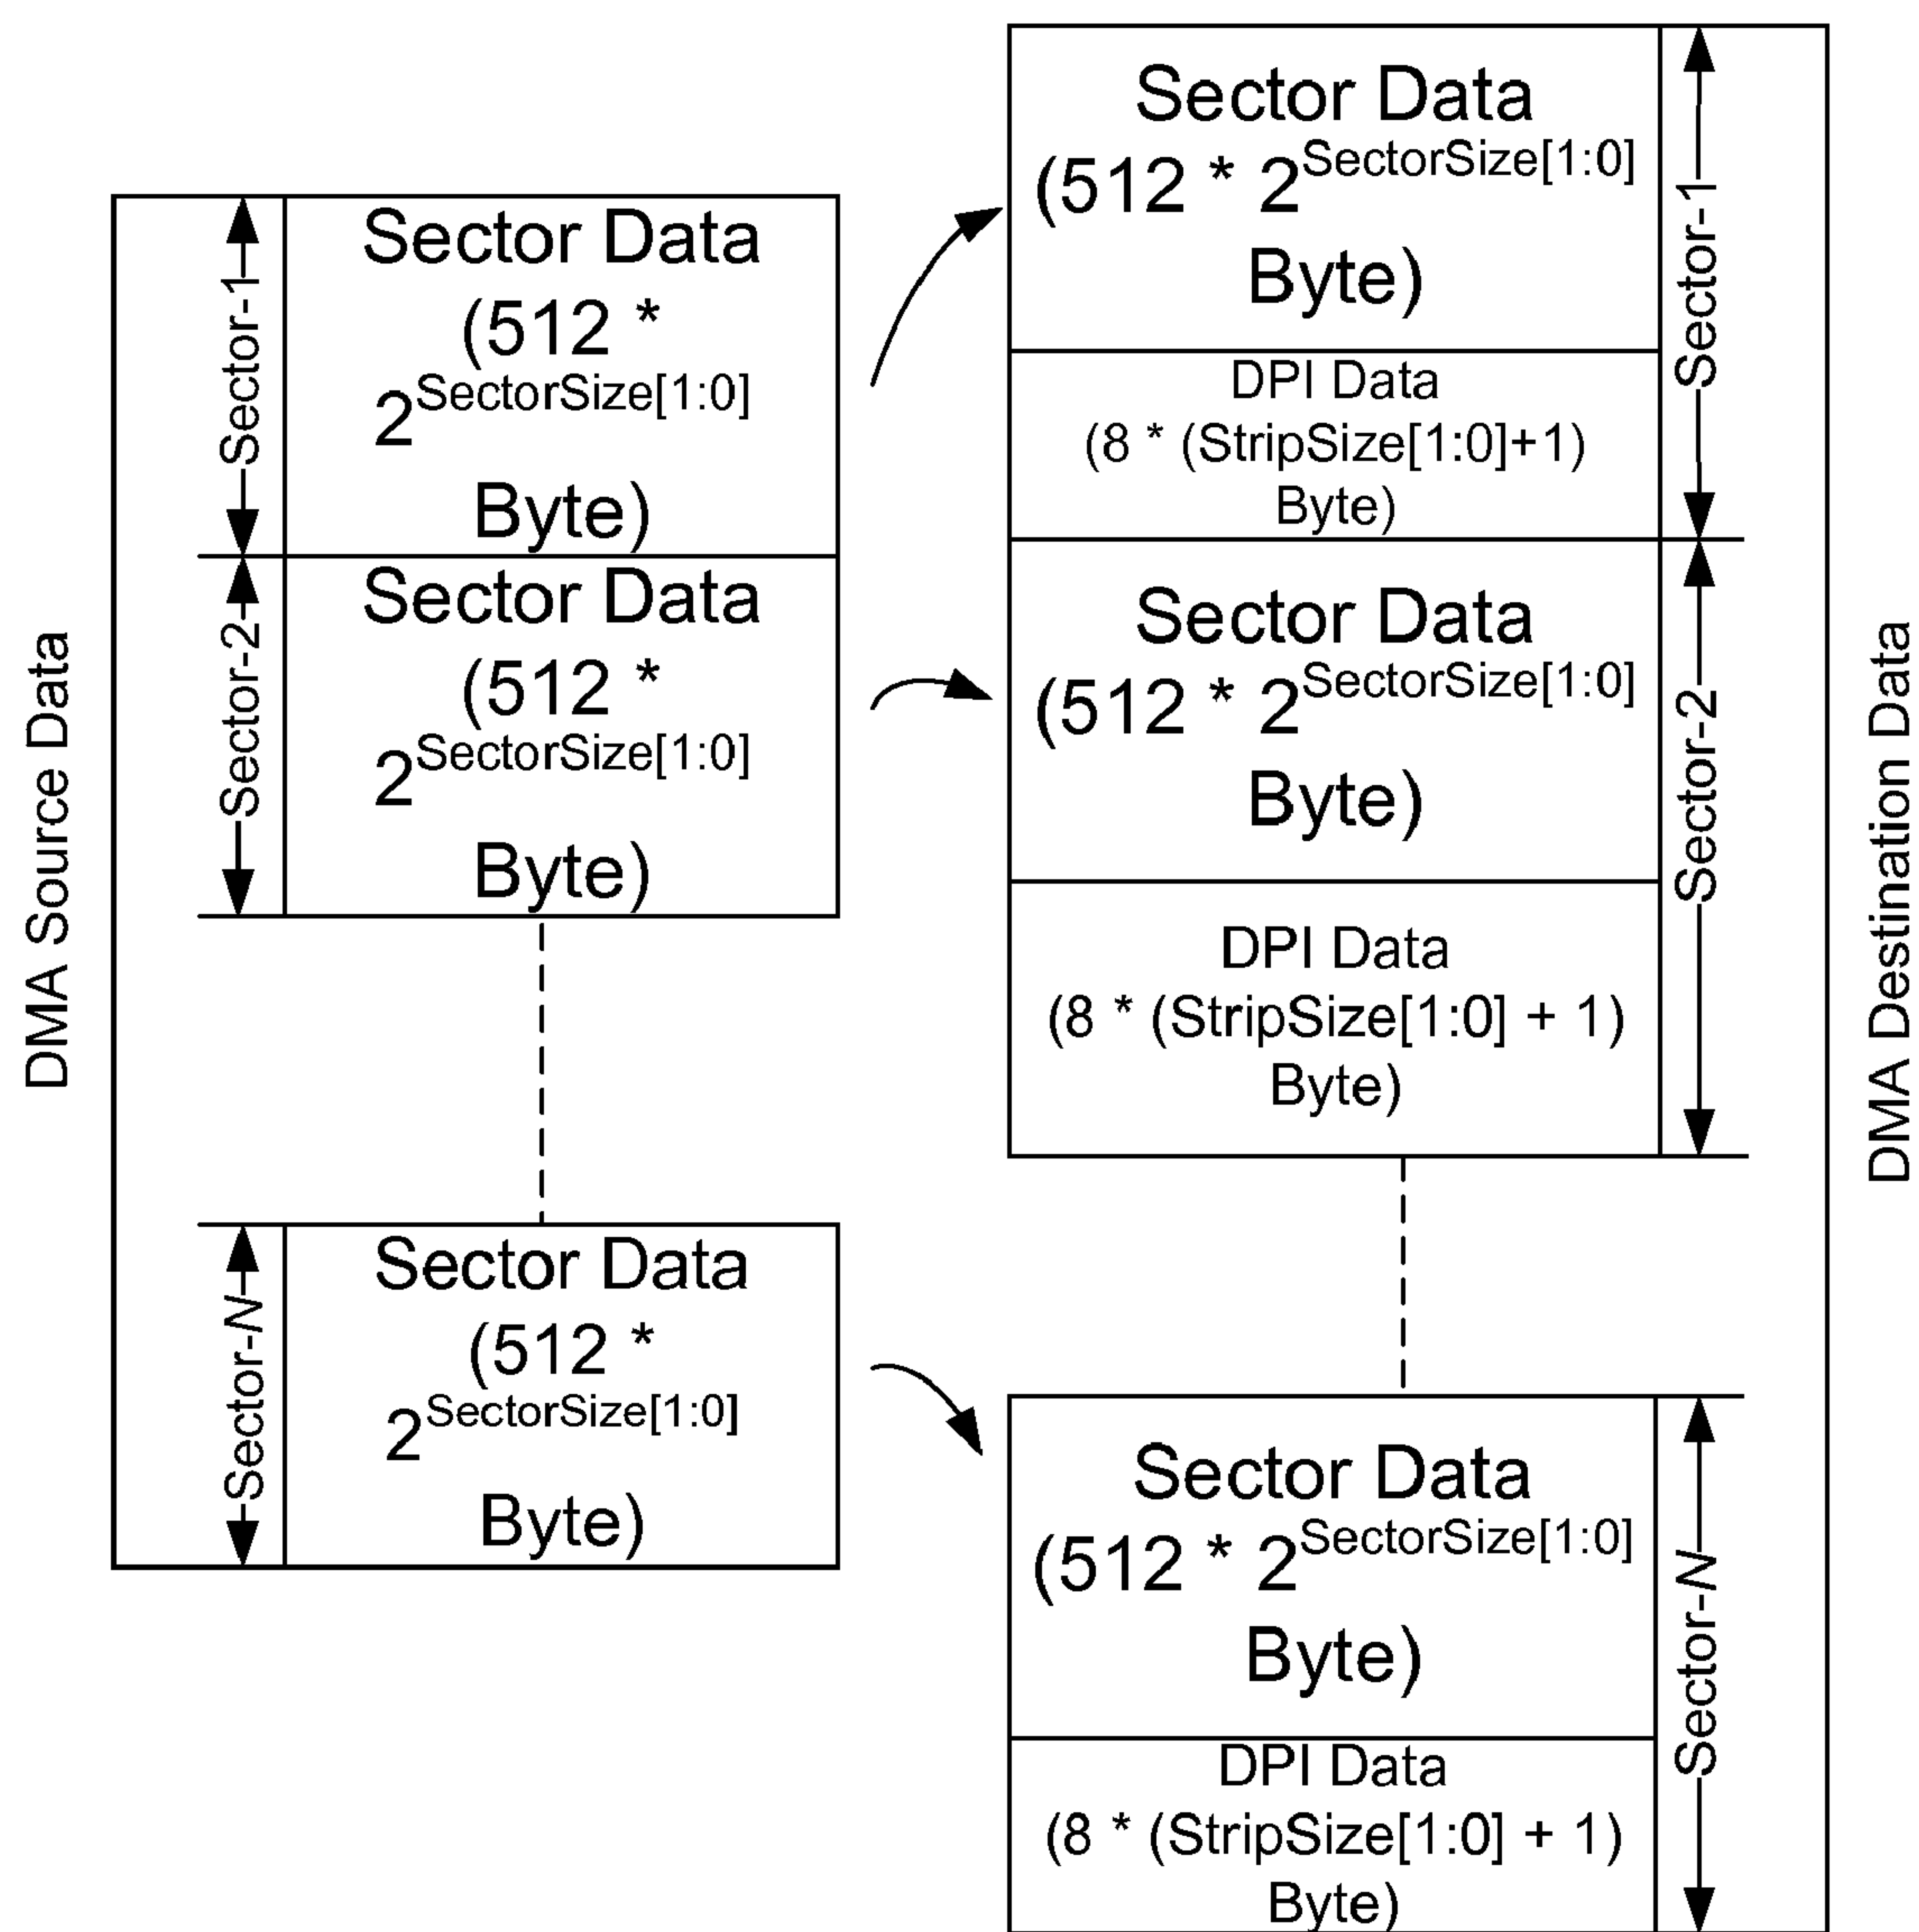 DMA Source Data
Sector-1
Sector Data
(512 *
2^SectorSize[1:0]
Byte)
Sector-2
Sector Data
(512 *
2^SectorSize[1:0]
Byte)
Sector-N
Sector Data
(512 *
2^SectorSize[1:0]
Byte)
Sector Data
(512 * 2^SectorSize[1:0]
Byte)
DPI Data
(8 * (StripSize[1:0]+1)
Byte)
Sector-1
Sector Data
(512 * 2^SectorSize[1:0]
Byte)
DPI Data
(8 * (StripSize[1:0] + 1)
Byte)
Sector-2
Sector Data
(512 * 2^SectorSize[1:0]
Byte)
DPI Data
(8 * (StripSize[1:0] + 1)
Byte)
Sector-N
DMA Destination Data